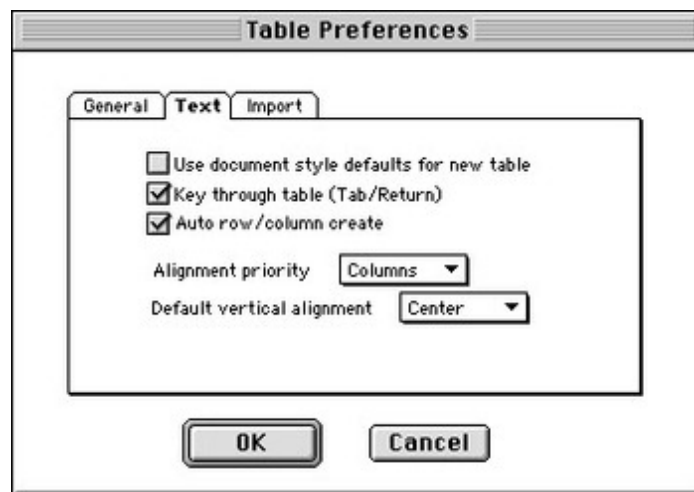 Table Preferences
General Text Import
Use document style defaults for new table
Key through table (Tab/Return)
Auto row/column create
Alignment priority Columns
Default vertical alignment Center
OK Cancel